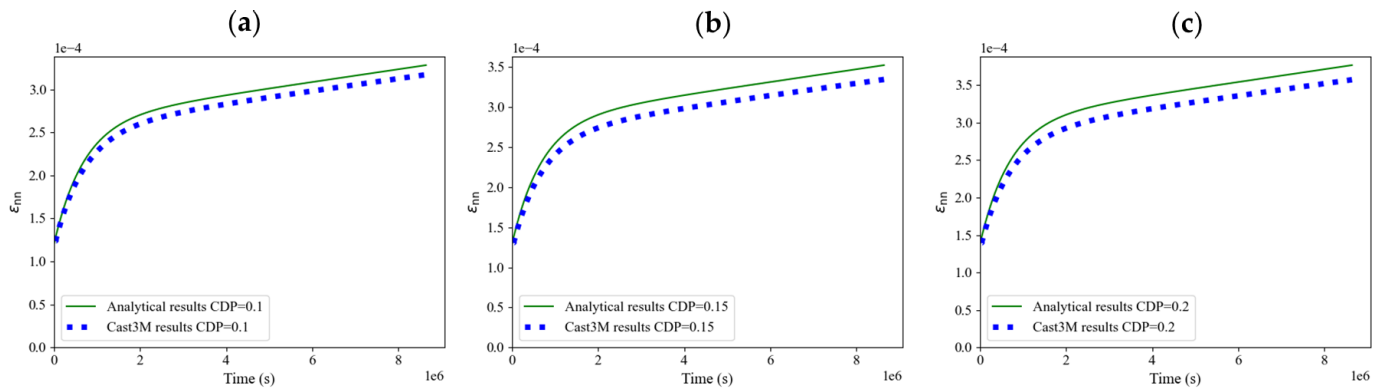 (a)
1e−4
3.0
2.5
2.0
1.5
1.0
0.5
0.0
εnn
0
2
4
6
8
Time (s)
1e6
Analytical results CDP=0.1
Cast3M results CDP=0.1
(b)
1e−4
3.5
3.0
2.5
2.0
1.5
1.0
0.5
0.0
εnn
0
2
4
6
8
Time (s)
1e6
Analytical results CDP=0.15
Cast3M results CDP=0.15
(c)
1e−4
3.5
3.0
2.5
2.0
1.5
1.0
0.5
0.0
εnn
0
2
4
6
8
Time (s)
1e6
Analytical results CDP=0.2
Cast3M results CDP=0.2